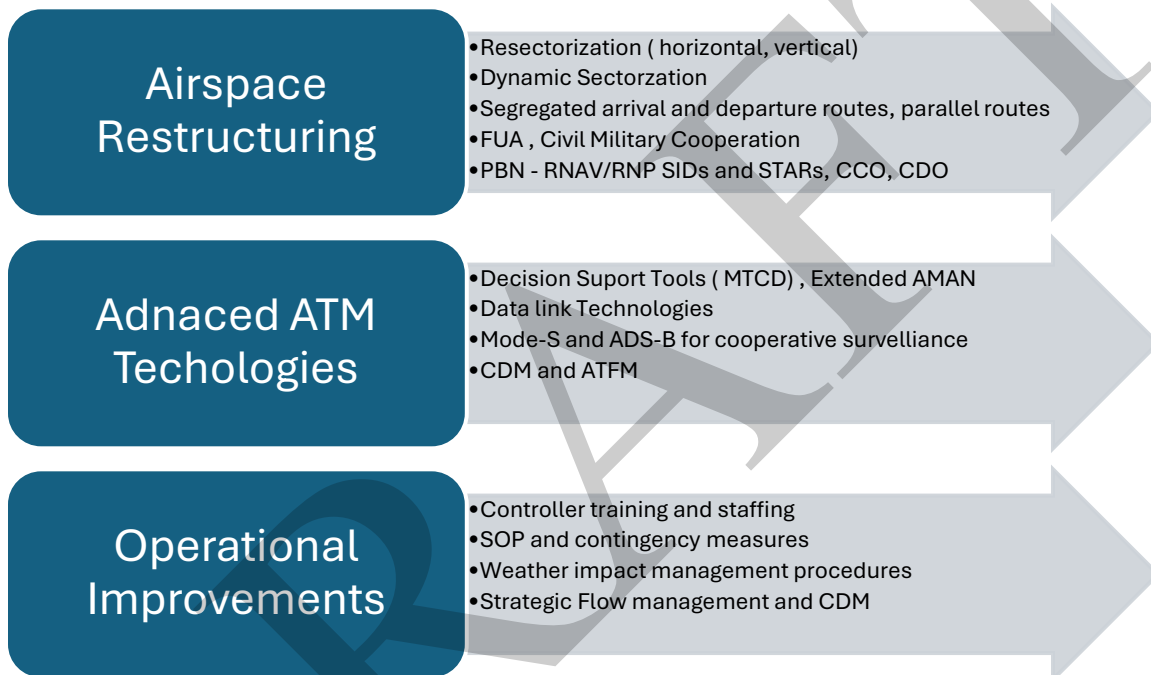 Airspace
Restructuring
•Resectorization ( horizontal, vertical)
•Dynamic Sectorzation
•Segregated arrival and departure routes, parallel routes
•FUA , Civil Military Cooperation
•PBN - RNAV/RNP SIDs and STARs, CCO, CDO
Adnaced ATM
Techologies
•Decision Suport Tools ( MTCD) , Extended AMAN
•Data link Technologies
•Mode-S and ADS-B for cooperative survelliance
•CDM and ATFM
Operational
Improvements
•Controller training and staffing
•SOP and contingency measures
•Weather impact management procedures
•Strategic Flow management and CDM
RAFT